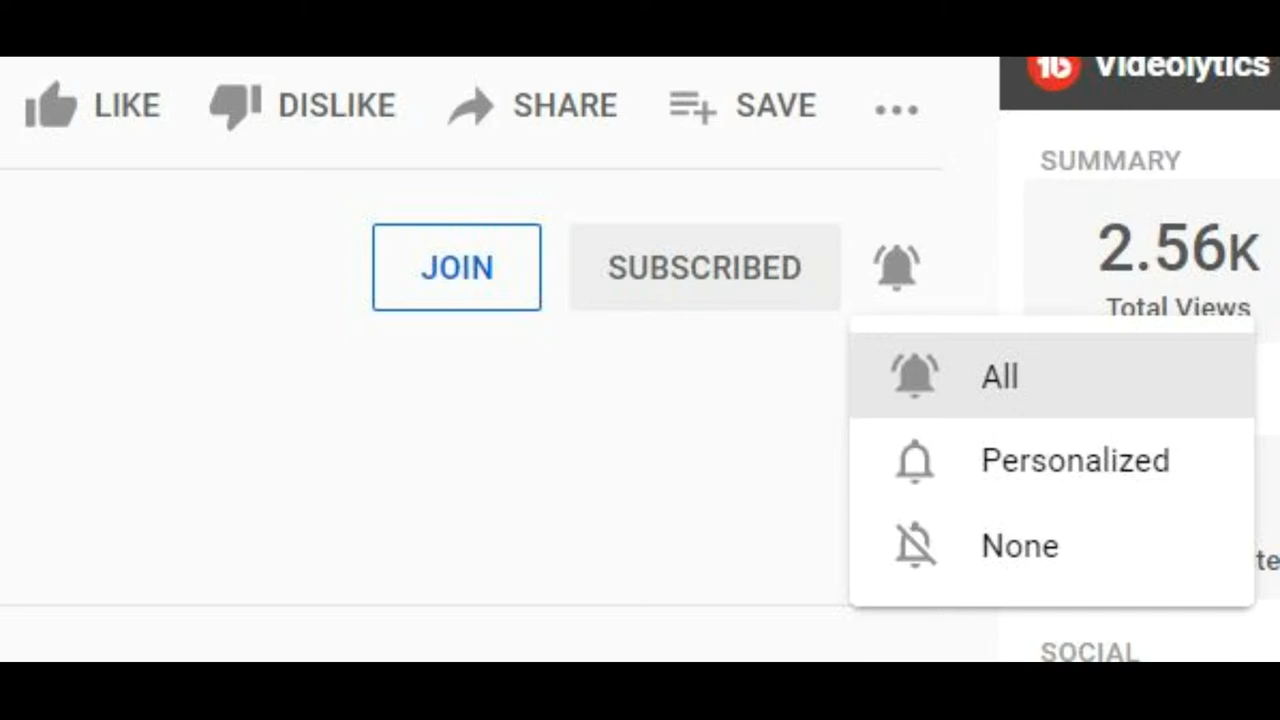 Videolytics
LIKE
DISLIKE
SHARE
SAVE
SUMMARY
2.56K
Total Views
JOIN
SUBSCRIBED
All
Personalized
None
SOCIAL